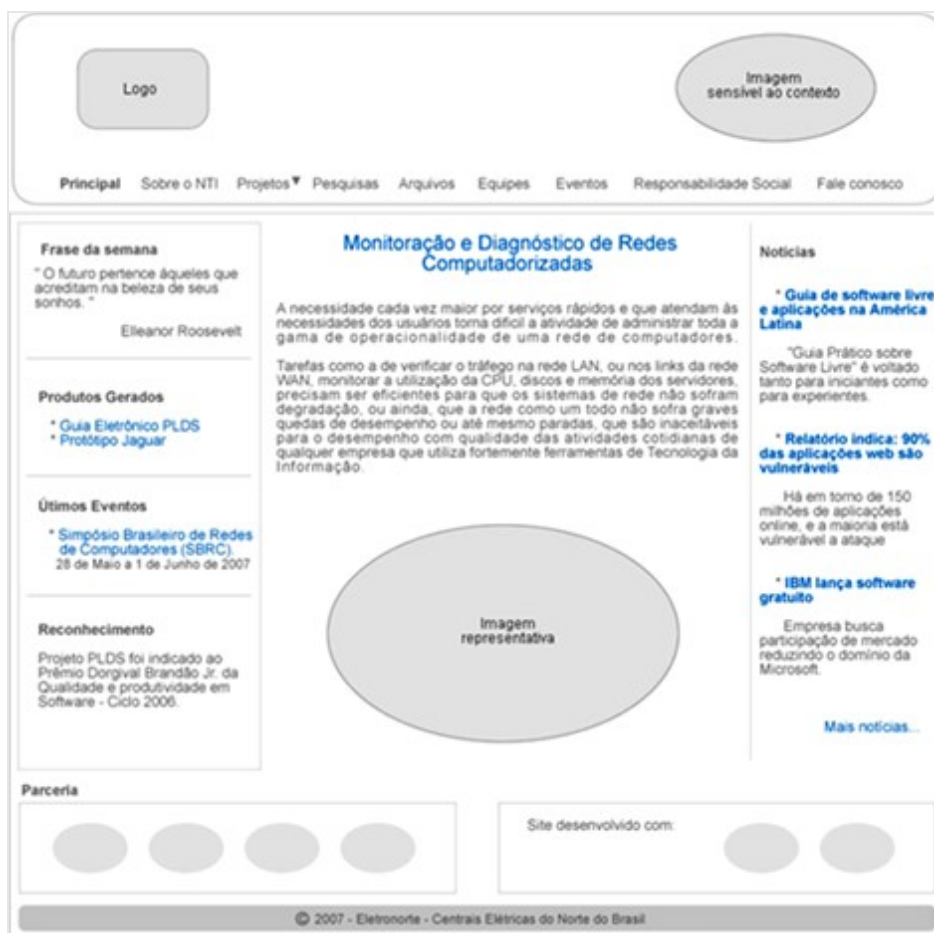 Logo
Imagem
sensível ao contexto
Principal Sobre o NTI Projetos▼ Pesquisas Arquivos Equipes Eventos Responsabilidade Social Fale conosco
Frase da semana
" O futuro pertence àqueles que
acreditam na beleza de seus
sonhos. "
Elleanor Roosevelt
Produtos Gerados
* Guia Eletrônico PLDS
* Protótipo Jaguar
Útimos Eventos
* Simpósio Brasileiro de Redes
de Computadores (SBRC).
28 de Maio a 1 de Junho de 2007
Reconhecimento
Projeto PLDS foi indicado ao
Prêmio Dorgival Brandão Jr. da
Qualidade e produtividade em
Software - Ciclo 2006.
Monitoração e Diagnóstico de Redes
Computadorizadas
A necessidade cada vez maior por serviços rápidos e que atendam às
necessidades dos usuários torna difícil a atividade de administrar toda a
gama de operacionalidade de uma rede de computadores.
Tarefas como a de verificar o tráfego na rede LAN, ou nos links da rede
WAN, monitorar a utilização da CPU, discos e memória dos servidores,
precisam ser eficientes para que os sistemas de rede não sofram
degradação, ou ainda, que a rede como um todo não sofra graves
quedas de desempenho ou até mesmo paradas, que são inaceitáveis
para o desempenho com qualidade das atividades cotidianas de
qualquer empresa que utiliza fortemente ferramentas de Tecnologia da
Informação.
Imagem
representativa
Noticias
* Guia de software livre
e aplicações na América
Latina
"Guia Prático sobre
Software Livre" é voltado
tanto para iniciantes como
para experientes.
* Relatório indica: 90%
das aplicações web são
vulneráveis
Há em torno de 150
milhões de aplicações
online, e a maioria está
vulnerável a ataque
* IBM lança software
gratuito
Empresa busca
participação de mercado
reduzindo o domínio da
Microsoft.
Mais notícias...
Parceria
Site desenvolvido com:
© 2007 - Eletronorte - Centrais Elétricas do Norte do Brasil